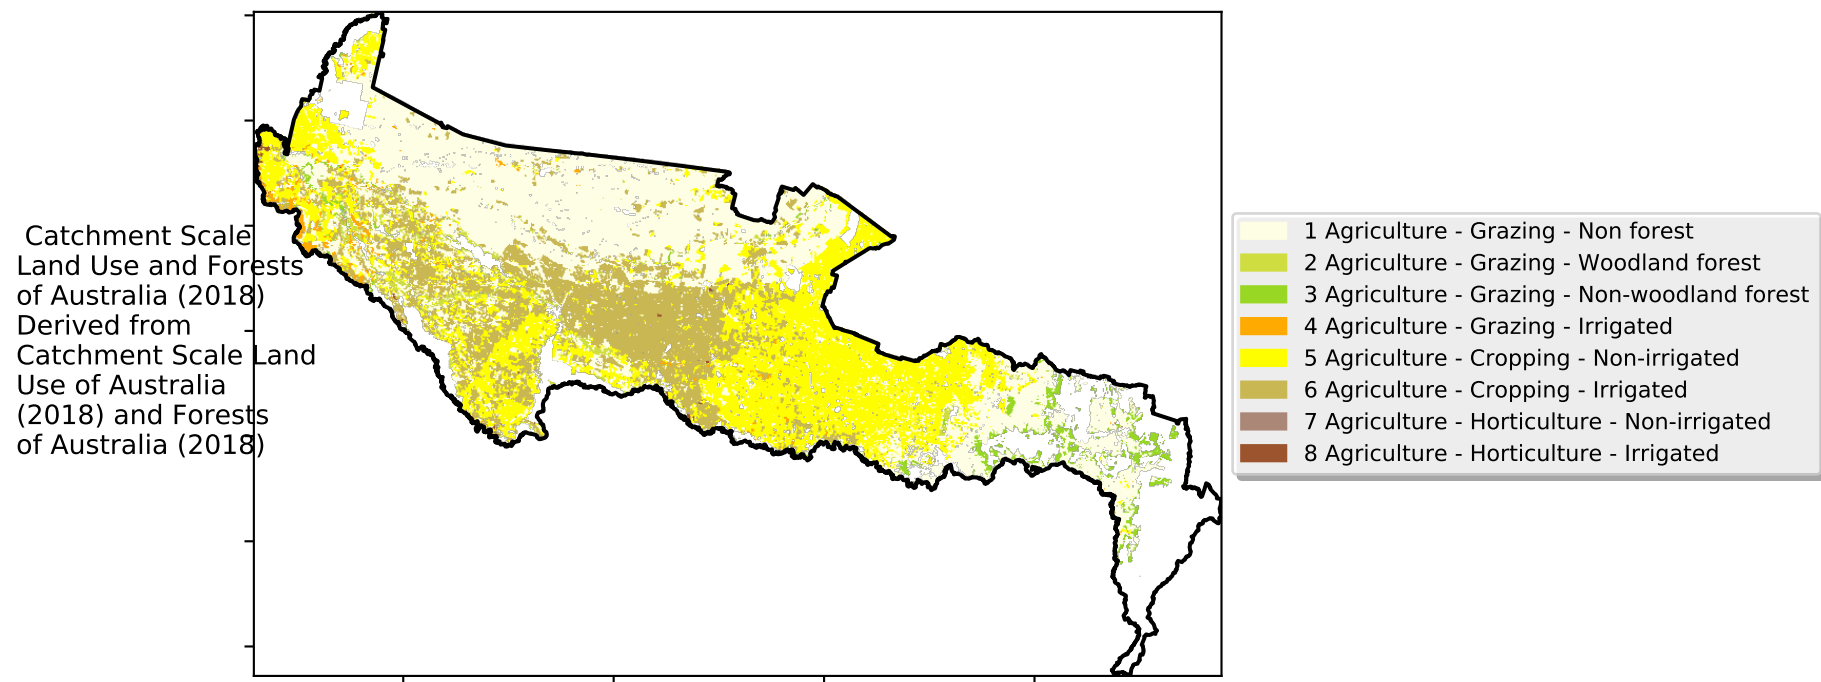 Catchment Scale
Land Use and Forests
of Australia (2018)
Derived from
Catchment Scale Land
Use of Australia
(2018) and Forests
of Australia (2018)
1 Agriculture - Grazing - Non forest
2 Agriculture - Grazing - Woodland forest
3 Agriculture - Grazing - Non-woodland forest
4 Agriculture - Grazing - Irrigated
5 Agriculture - Cropping - Non-irrigated
6 Agriculture - Cropping - Irrigated
7 Agriculture - Horticulture - Non-irrigated
8 Agriculture - Horticulture - Irrigated